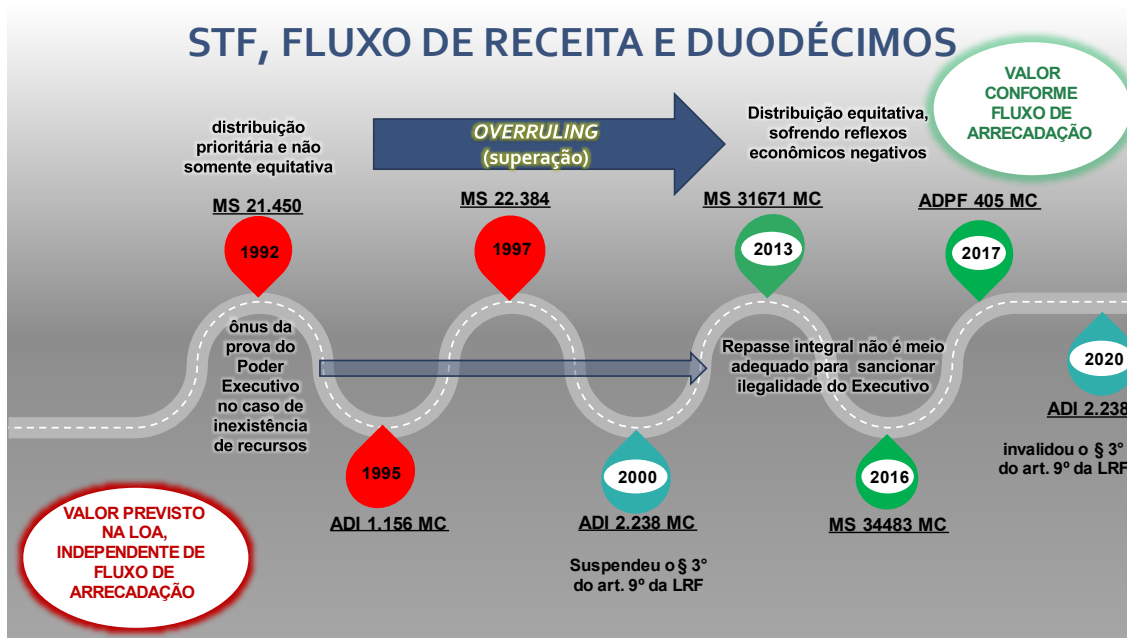 STF, FLUXO DE RECEITA E DUODÉCIMOS
VALOR
CONFORME
FLUXO DE
ARRECADAÇÃO
distribuição
prioritária e não
somente equitativa
OVERRULING
(superação)
Distribuição equitativa,
sofrendo reflexos
econômicos negativos
MS 21.450
MS 22.384
MS 31671 MC
ADPF 405 MC
1992
1997
2013
2017
ônus da
prova do
Poder
Executivo
no caso de
inexistência
de recursos
Repasse integral não é meio
adequado para sancionar
ilegalidade do Executivo
2020
ADI 2.238
invalidou o § 3°
do art. 9º da LRF
1995
2000
2016
ADI 1.156 MC
ADI 2.238 MC
MS 34483 MC
Suspendeu o § 3°
do art. 9º da LRF
VALOR PREVISTO
NA LOA,
INDEPENDENTE DE
FLUXO DE
ARRECADAÇÃO